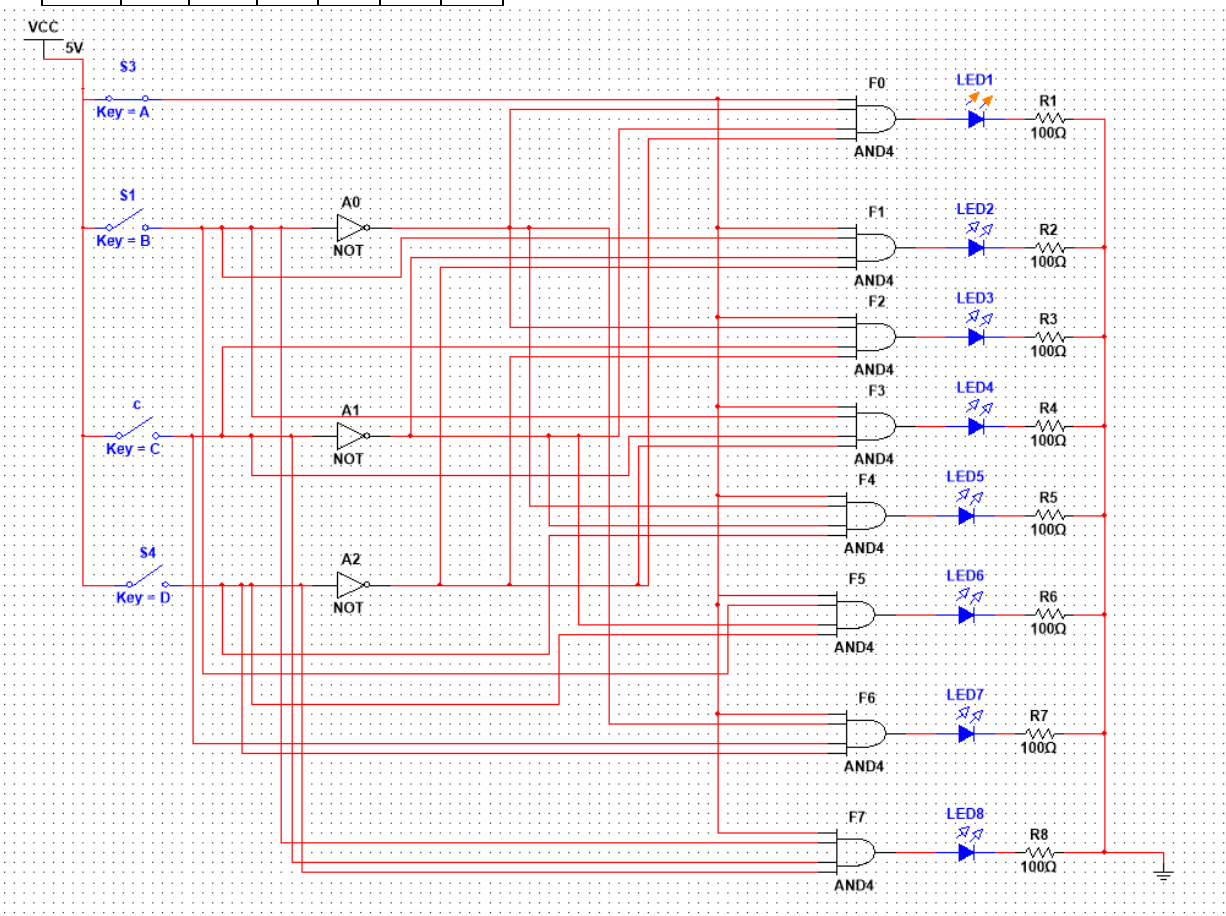 VCC
5V
S3
Key = A
F0
AND4
LED1
R1
100Ω
S1
Key = B
A0
NOT
F1
AND4
LED2
R2
100Ω
F2
AND4
LED3
R3
100Ω
c
Key = C
A1
NOT
F3
AND4
LED4
R4
100Ω
F4
AND4
LED5
R5
100Ω
S4
Key = D
A2
NOT
F5
AND4
LED6
R6
100Ω
F6
AND4
LED7
R7
100Ω
F7
AND4
LED8
R8
100Ω